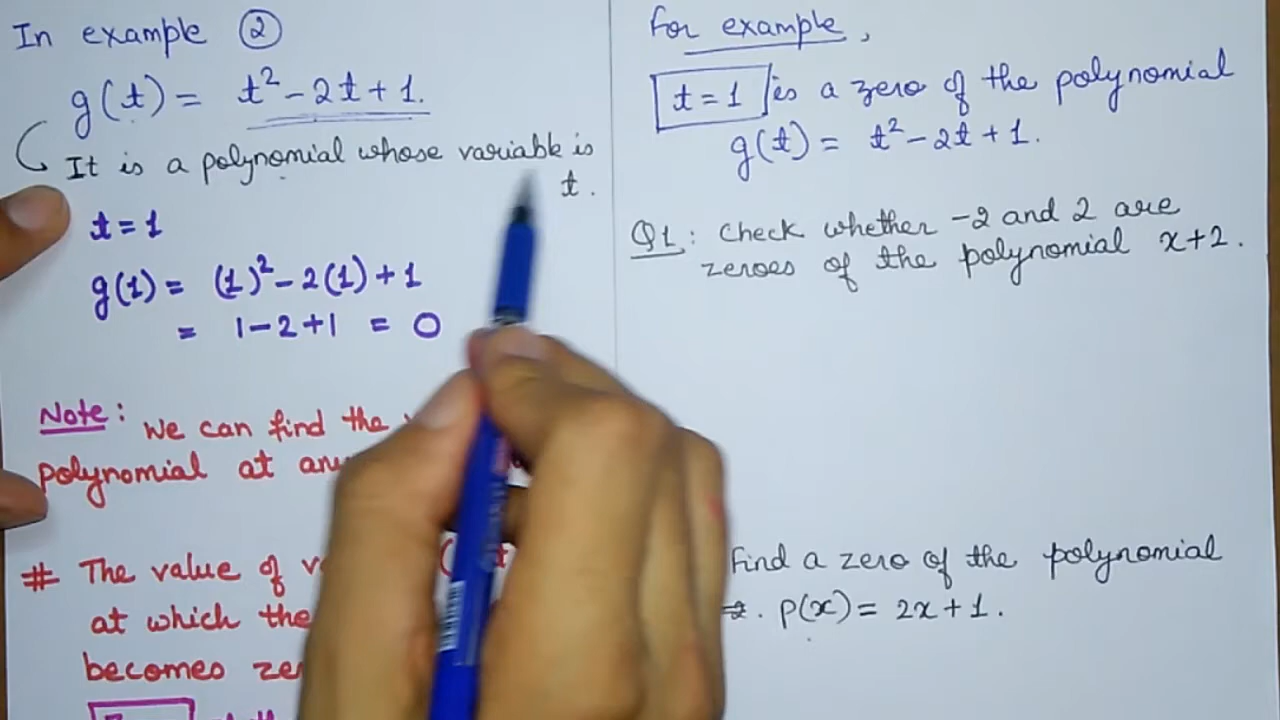 In example ②
g(t) = t² - 2t + 1.
It is a polynomial whose variable is
t.
t = 1
g(1) = (1)² - 2(1) + 1
= 1 - 2 + 1 = 0
Note: We can find the
polynomial at
# The value of
at which the
becomes
For example,
t = 1 is a zero of the polynomial
g(t) = t² - 2t + 1.
Q1: Check whether -2 and 2 are
zeroes of the polynomial x+2.
Find a zero of the polynomial
p(x) = 2x + 1.